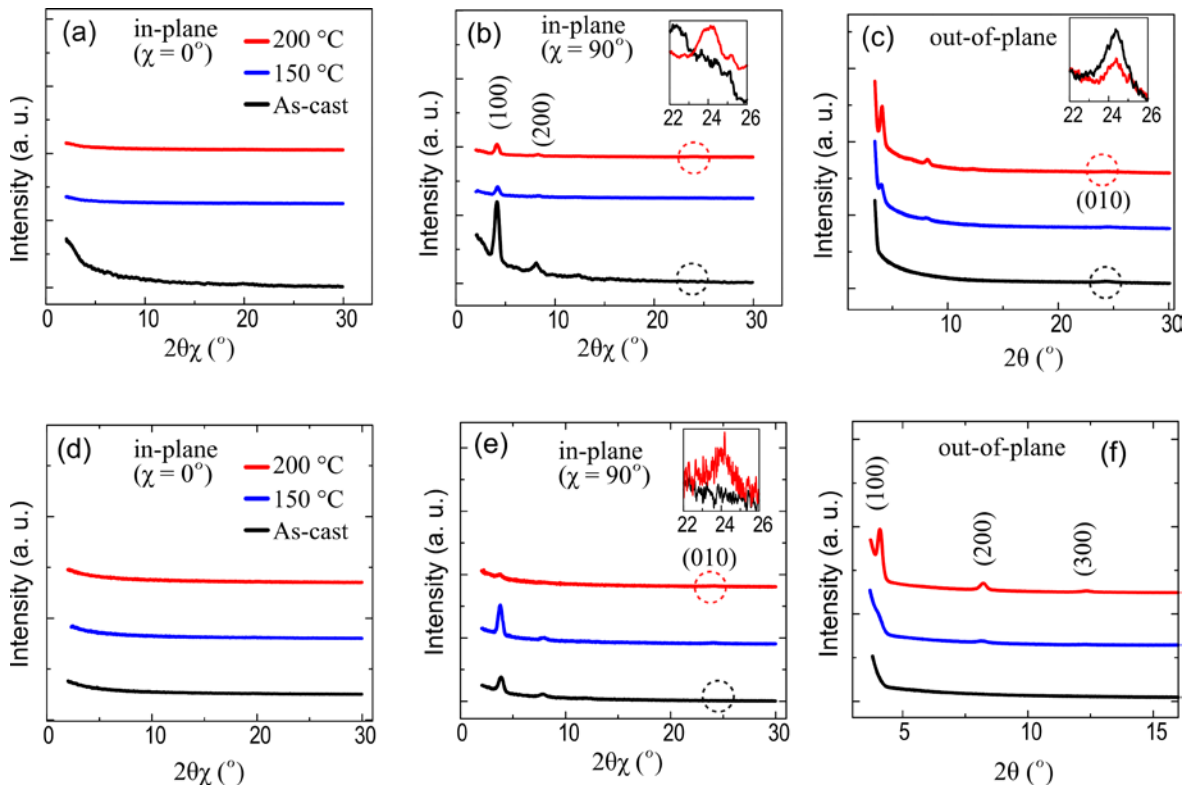 (a)
in-plane
(χ = 0°)
200 °C
150 °C
As-cast
Intensity (a. u.)
0 10 20 30
2θχ (°)
(b)
in-plane
(χ = 90°)
22 24 26
(100)
(200)
Intensity (a. u.)
0 10 20 30
2θχ (°)
(c)
out-of-plane
22 24 26
(010)
Intensity (a. u.)
10 20 30
2θ (°)
(d)
in-plane
(χ = 0°)
200 °C
150 °C
As-cast
Intensity (a. u.)
0 10 20 30
2θχ (°)
(e)
in-plane
(χ = 90°)
22 24 26
(010)
Intensity (a. u.)
0 10 20 30
2θχ (°)
out-of-plane
(f)
(100)
(200)
(300)
Intensity (a. u.)
5 10 15
2θ (°)